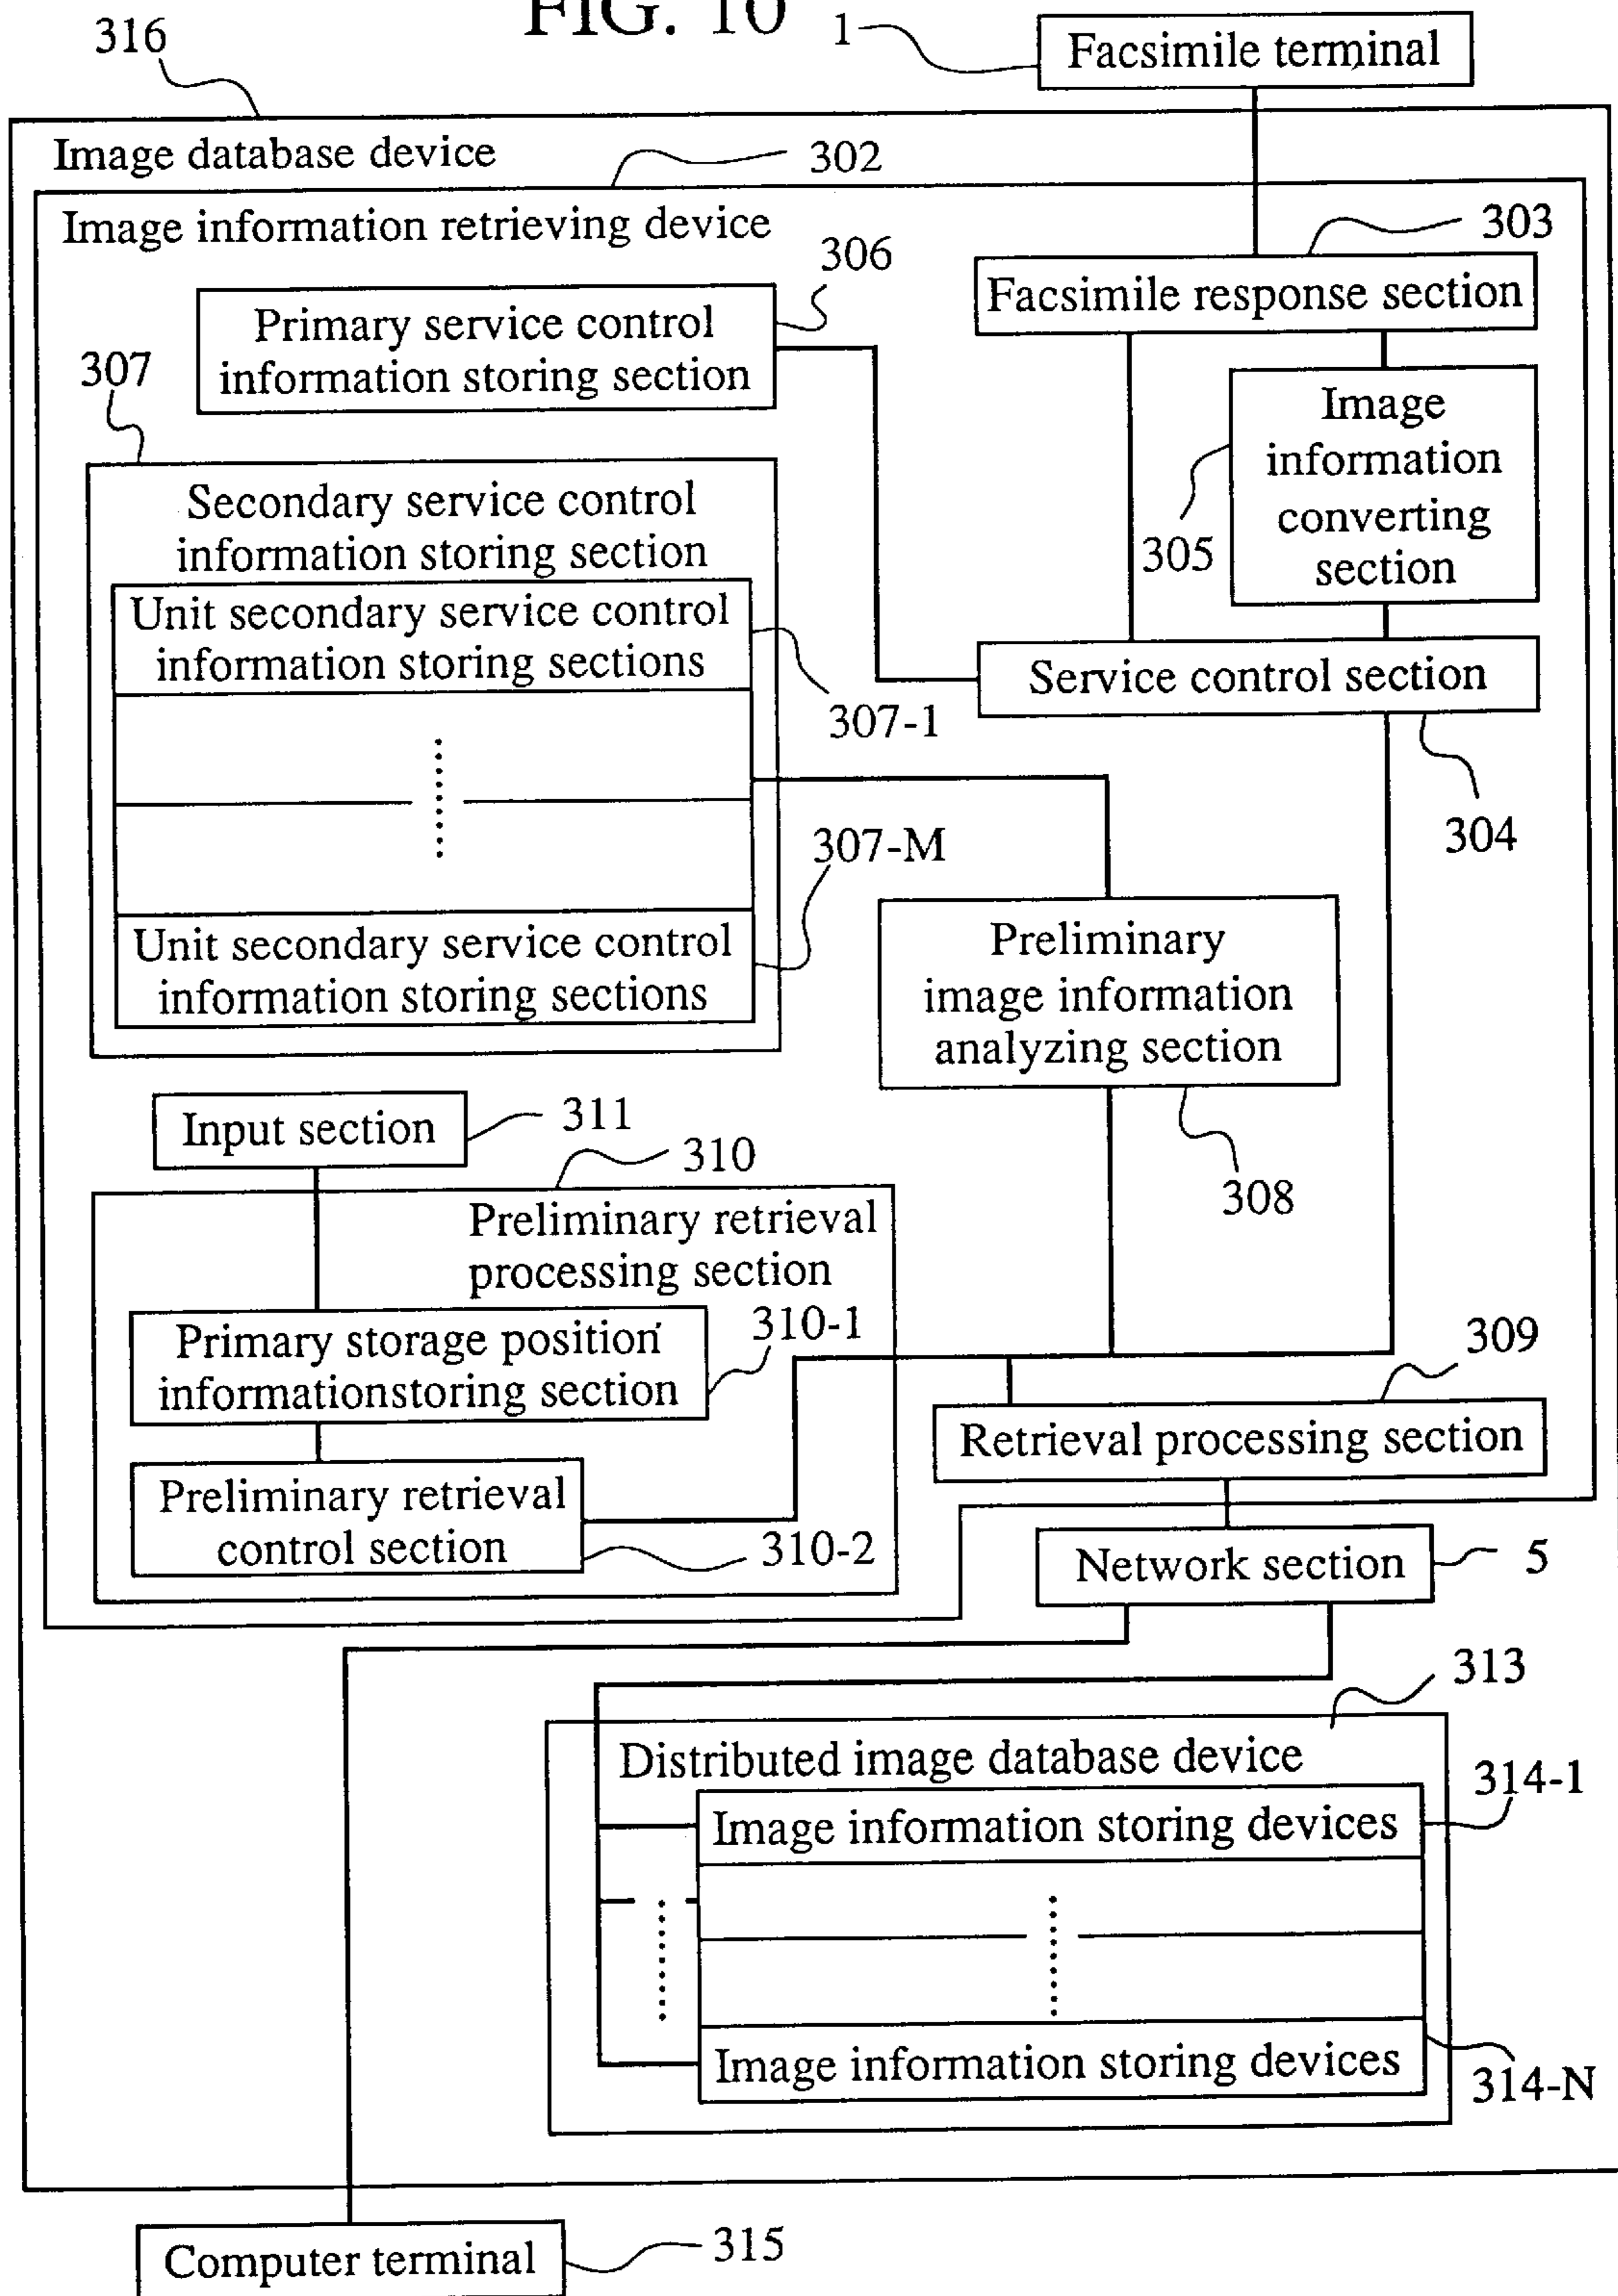 FIG. 10
1
Facsimile terminal
316
Image database device
302
Image information retrieving device
303
Facsimile response section
306
Primary service control
information storing section
307
Image
information
converting
section
305
Secondary service control
information storing section
Unit secondary service control
information storing sections
307-1
Service control section
304
307-M
Unit secondary service control
information storing sections
Preliminary
image information
analyzing section
308
Input section
311
310
Preliminary retrieval
processing section
Primary storage position
informationstoring section
310-1
309
Retrieval processing section
Preliminary retrieval
control section
310-2
Network section
5
313
Distributed image database device
314-1
Image information storing devices
Image information storing devices
314-N
Computer terminal
315